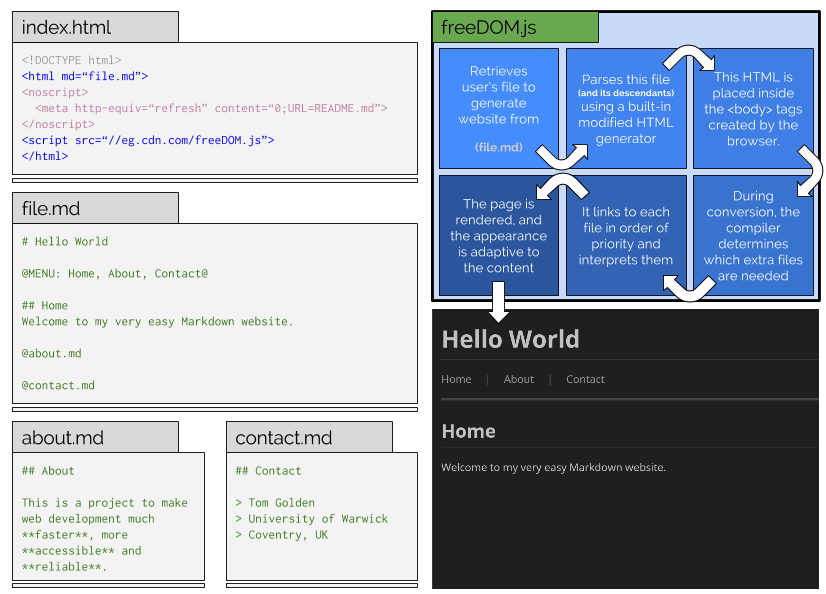 index.html
<!DOCTYPE html>
<html md=“file.md”>
<noscript>
  <meta http-equiv=“refresh” content=“0;URL=README.md”>
</noscript>
<script src=“//eg.cdn.com/freeDOM.js”>
</html>
file.md
# Hello World
@MENU: Home, About, Contact@
## Home
Welcome to my very easy Markdown website.
@about.md
@contact.md
about.md
## About
This is a project to make
web development much
**faster**, more
**accessible** and
**reliable**.
contact.md
## Contact
> Tom Golden
> University of Warwick
> Coventry, UK
freeDOM.js
Retrieves
user’s file to
generate
website from
(file.md)
Parses this file
(and its descendants)
using a built-in
modified HTML
generator
This HTML is
placed inside
the <body> tags
created by the
browser.
During
conversion, the
compiler
determines
which extra files
are needed
It links to each
file in order of
priority and
interprets them
The page is
rendered, and
the appearance
is adaptive to
the content
Hello World
Home | About | Contact
Home
Welcome to my very easy Markdown website.